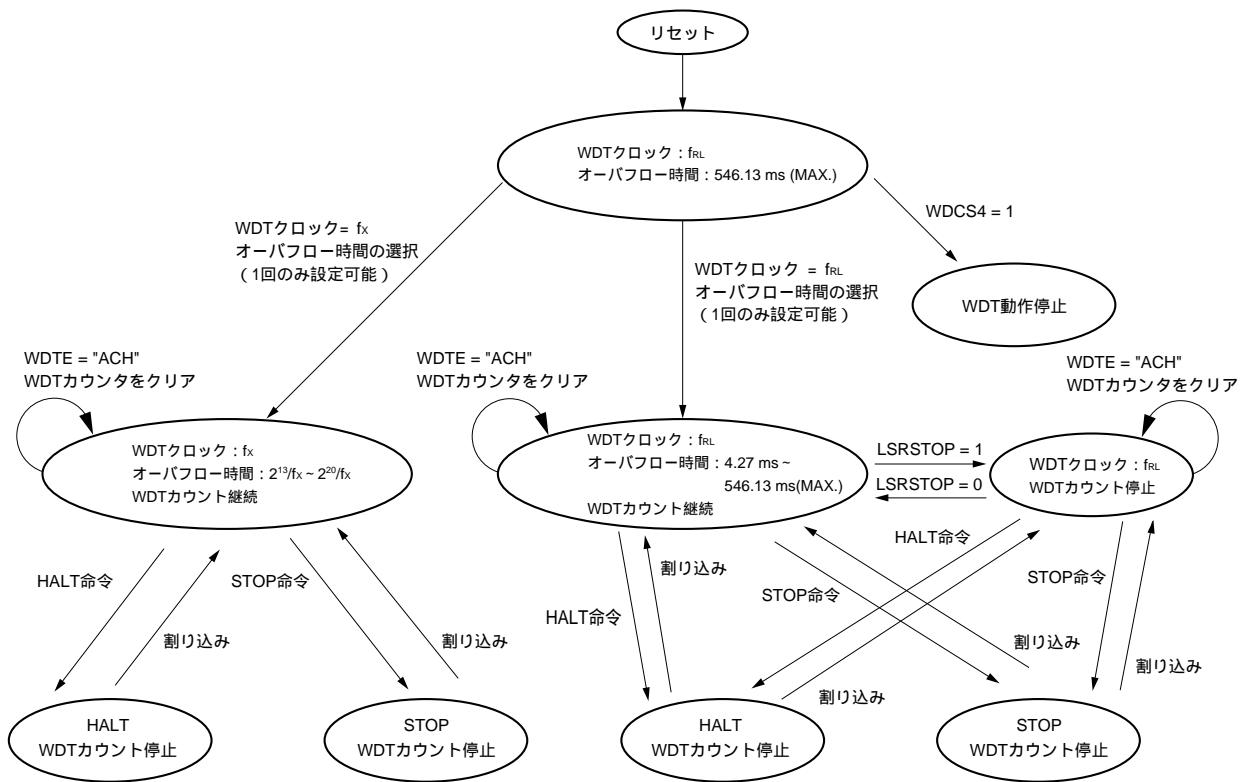 リセット
WDTクロック：fRL
オーバフロー時間：546.13 ms (MAX.)
WDCS4 = 1
WDTクロック= fX
オーバフロー時間の選択
（1回のみ設定可能）
WDTクロック = fRL
オーバフロー時間の選択
（1回のみ設定可能）
WDT動作停止
WDTE = "ACH"
WDTカウンタをクリア
WDTE = "ACH"
WDTカウンタをクリア
WDTE = "ACH"
WDTカウンタをクリア
WDTクロック：fX
オーバフロー時間：2¹³/fX ~ 2²⁰/fX
WDTカウント継続
WDTクロック：fRL
オーバフロー時間：4.27 ms ~
546.13 ms(MAX.)
WDTカウント継続
LSRSTOP = 1
LSRSTOP = 0
WDTクロック：fRL
WDTカウント停止
HALT命令
割り込み
STOP命令
割り込み
HALT命令
割り込み
STOP命令
割り込み
HALT命令
割り込み
STOP命令
割り込み
HALT
WDTカウント停止
STOP
WDTカウント停止
HALT
WDTカウント停止
STOP
WDTカウント停止